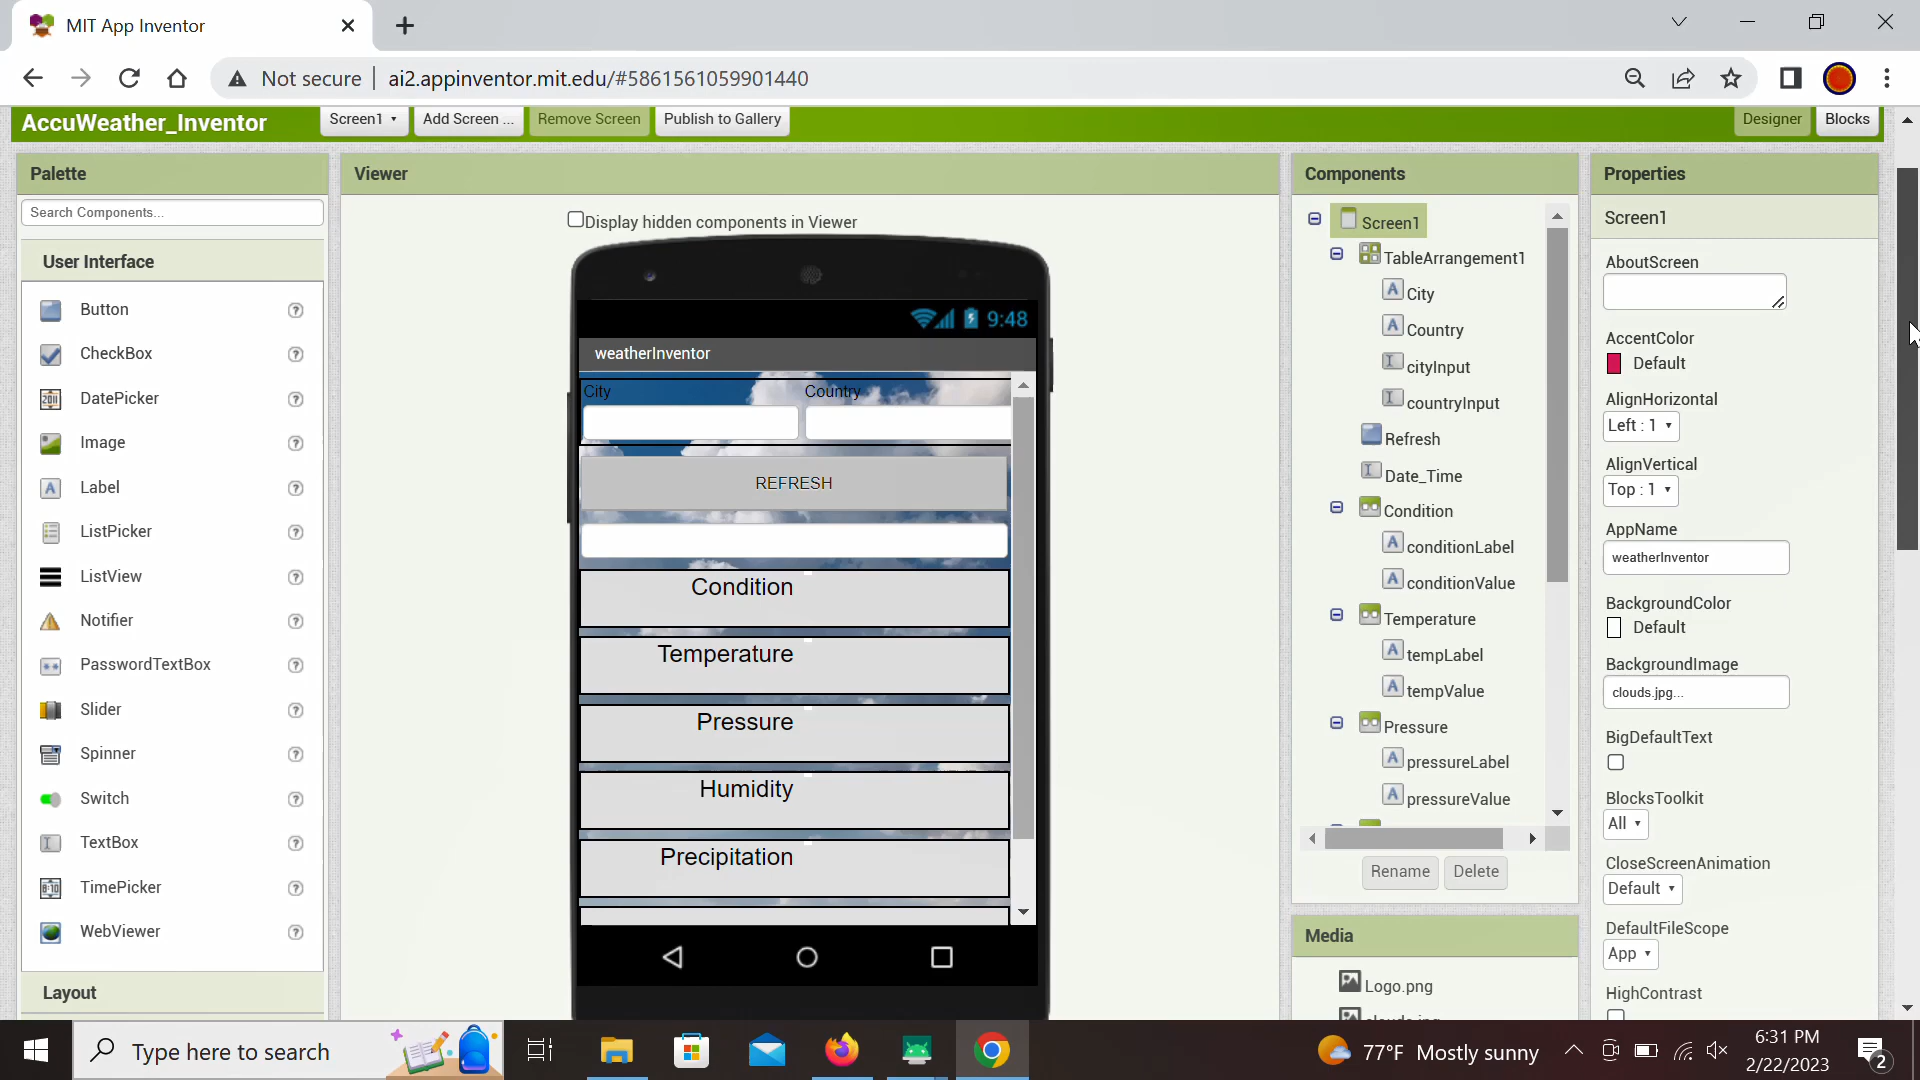 MIT App Inventor
Not secure
ai2.appinventor.mit.edu/#5861561059901440
AccuWeather_Inventor
Screen1
Add Screen ...
Remove Screen
Publish to Gallery
Designer
Blocks
Palette
Search Components...
User Interface
Button
CheckBox
DatePicker
Image
Label
ListPicker
ListView
Notifier
PasswordTextBox
Slider
Spinner
Switch
TextBox
TimePicker
WebViewer
Layout
Viewer
Display hidden components in Viewer
9:48
weatherInventor
City
Country
REFRESH
Condition
Temperature
Pressure
Humidity
Precipitation
Components
Screen1
TableArrangement1
City
Country
cityInput
countryInput
Refresh
Date_Time
Condition
conditionLabel
conditionValue
Temperature
tempLabel
tempValue
Pressure
pressureLabel
pressureValue
Rename
Delete
Media
Logo.png
Properties
Screen1
AboutScreen
AccentColor
Default
AlignHorizontal
Left : 1
AlignVertical
Top : 1
AppName
weatherInventor
BackgroundColor
Default
BackgroundImage
clouds.jpg...
BigDefaultText
BlocksToolkit
All
CloseScreenAnimation
Default
DefaultFileScope
App
HighContrast
Type here to search
77°F Mostly sunny
6:31 PM
2/22/2023
2